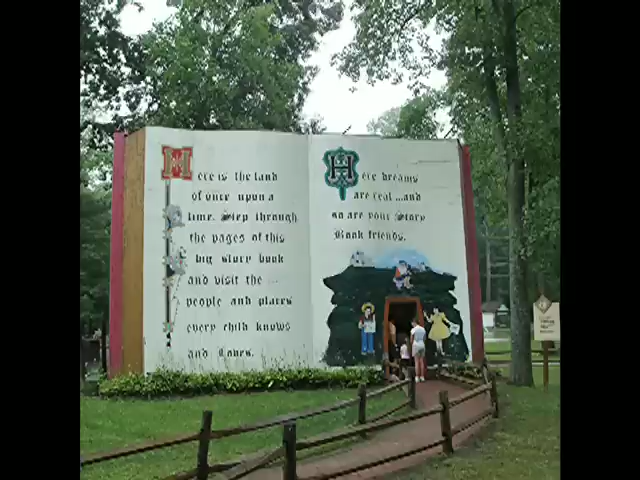 Here is the land
of once upon a
time. Step through
the pages of this
big story book
and visit the ...
people and places
every child knows
and Loves.
Here dreams
are real ...and
so are your Story
Book friends.